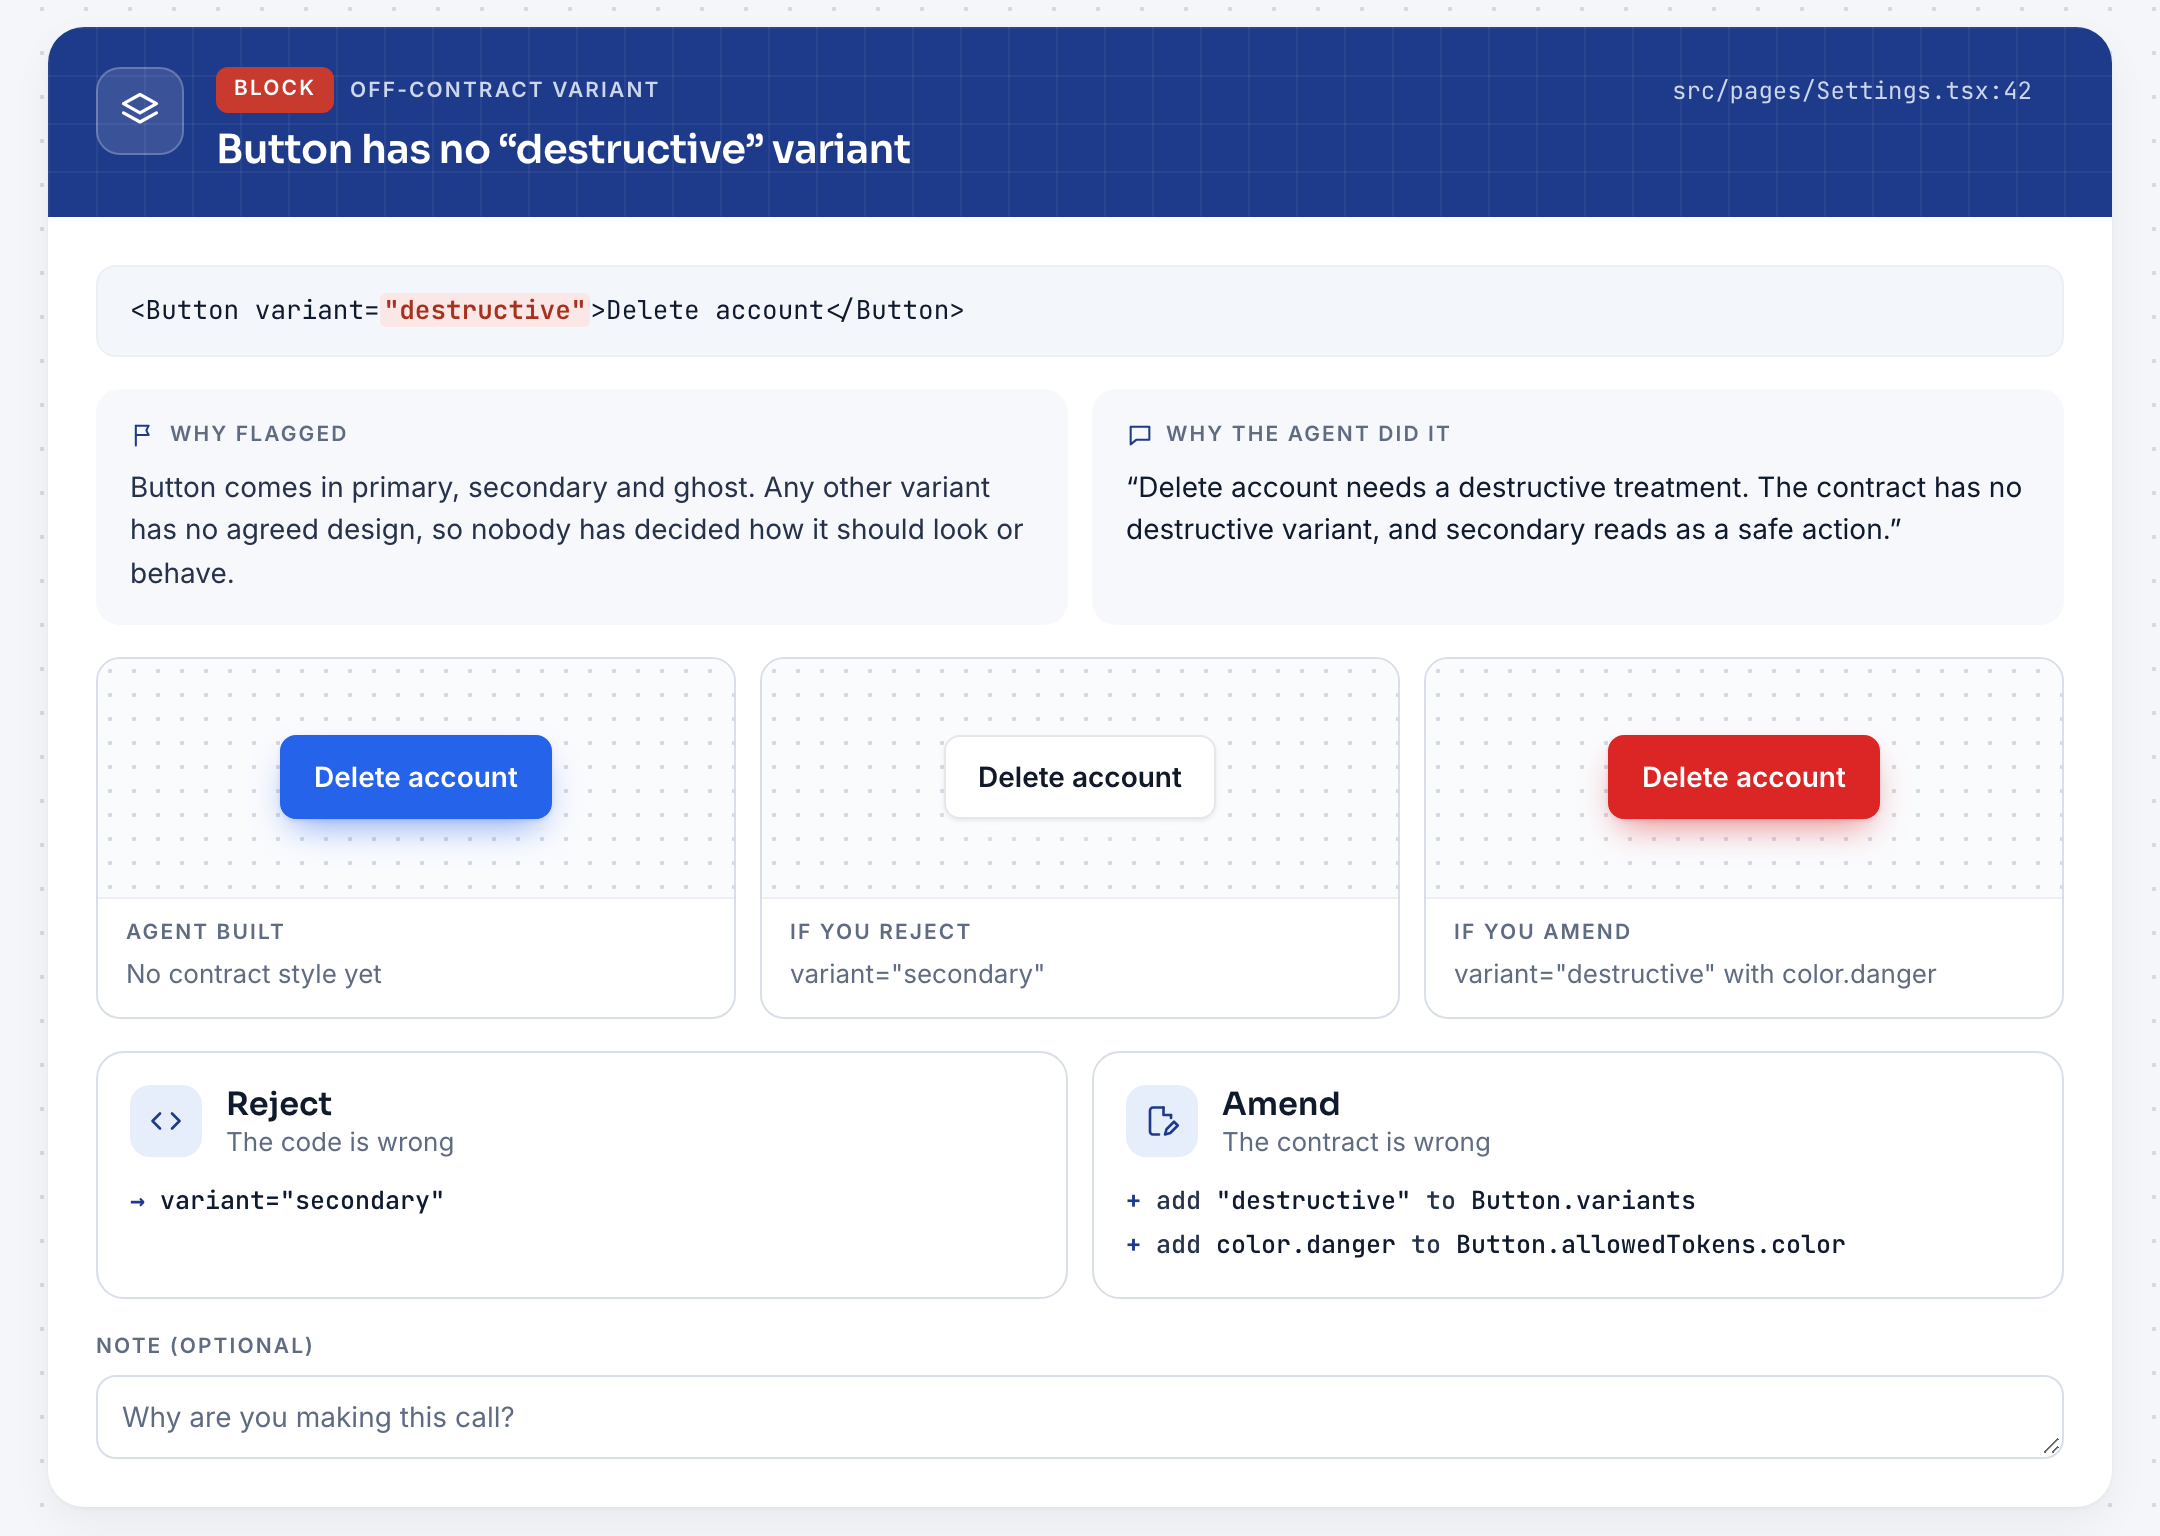 BLOCK OFF-CONTRACT VARIANT
src/pages/Settings.tsx:42
Button has no “destructive” variant
<Button variant="destructive">Delete account</Button>
WHY FLAGGED
Button comes in primary, secondary and ghost. Any other variant
has no agreed design, so nobody has decided how it should look or
behave.
WHY THE AGENT DID IT
“Delete account needs a destructive treatment. The contract has no
destructive variant, and secondary reads as a safe action.”
Delete account
AGENT BUILT
No contract style yet
Delete account
IF YOU REJECT
variant="secondary"
Delete account
IF YOU AMEND
variant="destructive" with color.danger
Reject
The code is wrong
→ variant="secondary"
Amend
The contract is wrong
+ add "destructive" to Button.variants
+ add color.danger to Button.allowedTokens.color
NOTE (OPTIONAL)
Why are you making this call?